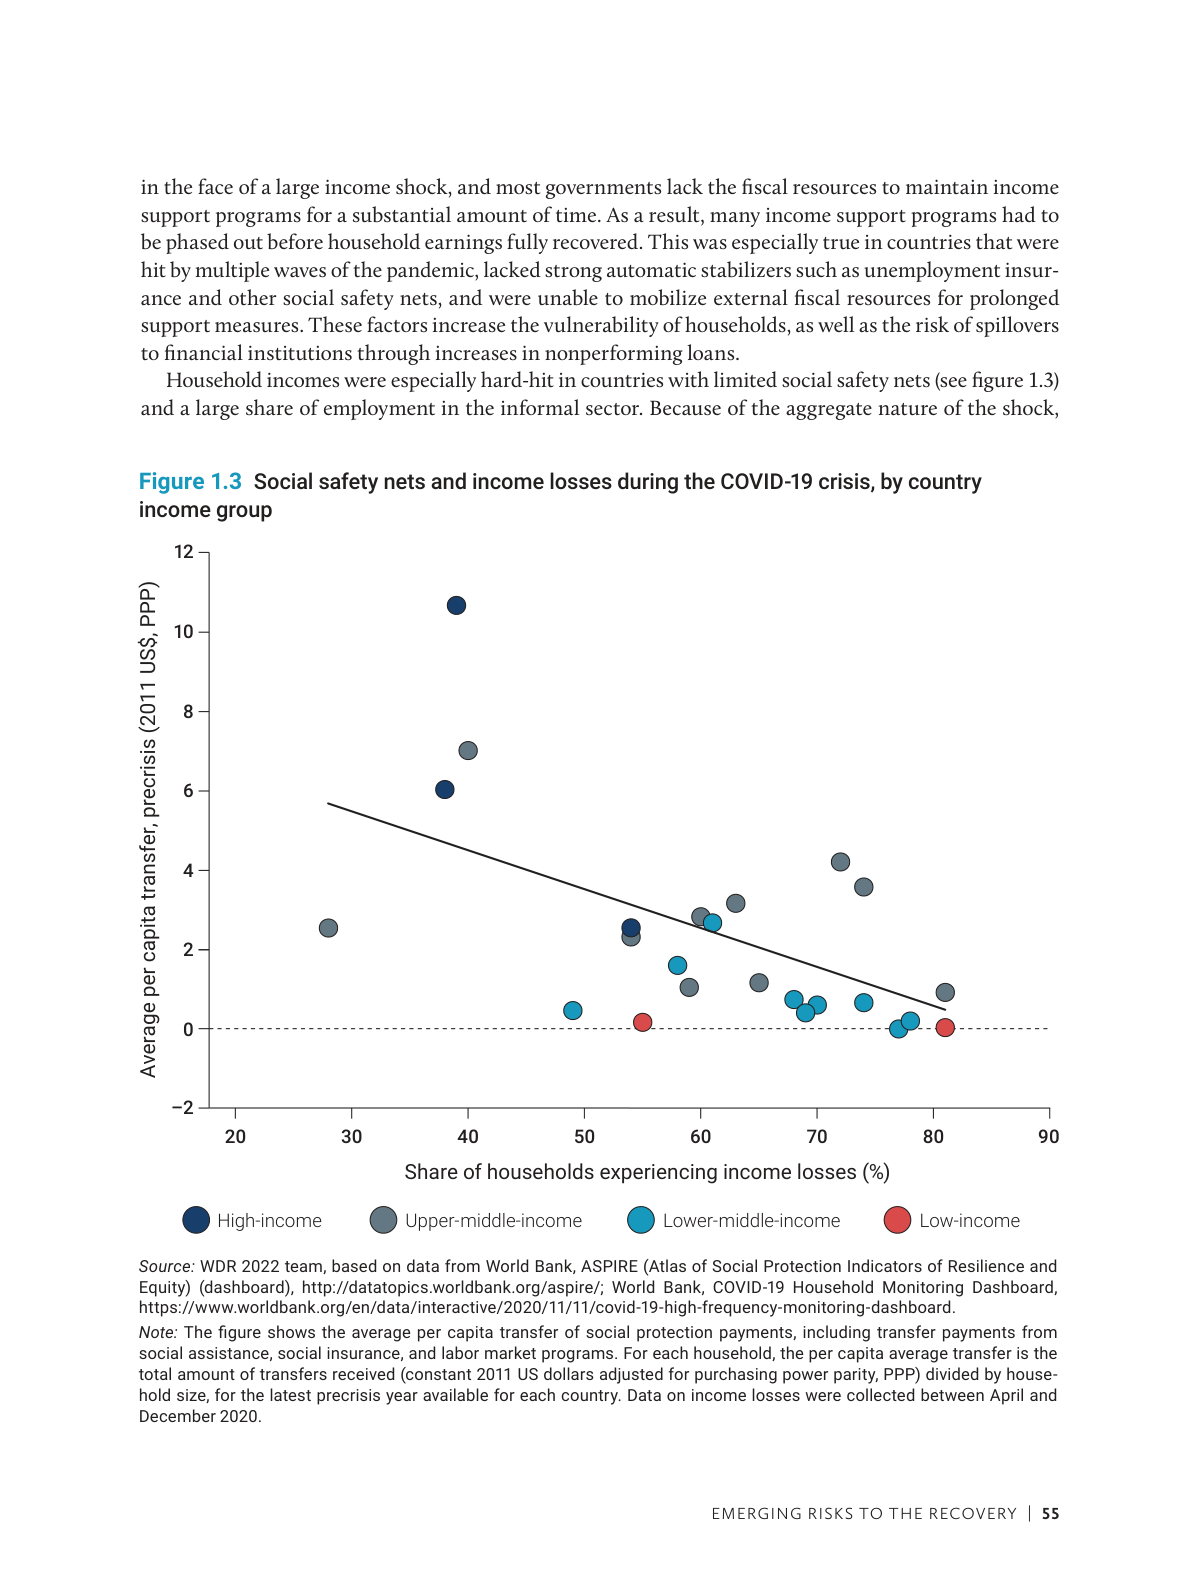 in the face of a large income shock, and most governments lack the fiscal resources to maintain income
support programs for a substantial amount of time. As a result, many income support programs had to
be phased out before household earnings fully recovered. This was especially true in countries that were
hit by multiple waves of the pandemic, lacked strong automatic stabilizers such as unemployment insur-
ance and other social safety nets, and were unable to mobilize external fiscal resources for prolonged
support measures. These factors increase the vulnerability of households, as well as the risk of spillovers
to financial institutions through increases in nonperforming loans.
Household incomes were especially hard-hit in countries with limited social safety nets (see figure 1.3)
and a large share of employment in the informal sector. Because of the aggregate nature of the shock,
Figure 1.3 Social safety nets and income losses during the COVID-19 crisis, by country
income group
Average per capita transfer, precrisis (2011 US$, PPP)
12
10
8
6
4
2
0
−2
20 30 40 50 60 70 80 90
Share of households experiencing income losses (%)
High-income Upper-middle-income Lower-middle-income Low-income
Source: WDR 2022 team, based on data from World Bank, ASPIRE (Atlas of Social Protection Indicators of Resilience and
Equity) (dashboard), http://datatopics.worldbank.org/aspire/; World Bank, COVID-19 Household Monitoring Dashboard,
https://www.worldbank.org/en/data/interactive/2020/11/11/covid-19-high-frequency-monitoring-dashboard.
Note: The figure shows the average per capita transfer of social protection payments, including transfer payments from
social assistance, social insurance, and labor market programs. For each household, the per capita average transfer is the
total amount of transfers received (constant 2011 US dollars adjusted for purchasing power parity, PPP) divided by house-
hold size, for the latest precrisis year available for each country. Data on income losses were collected between April and
December 2020.
EMERGING RISKS TO THE RECOVERY | 55